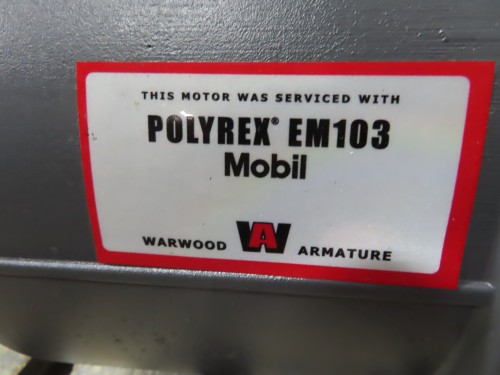 THIS MOTOR WAS SERVICED WITH
POLYREX® EM103
Mobil
WARWOOD WA ARMATURE